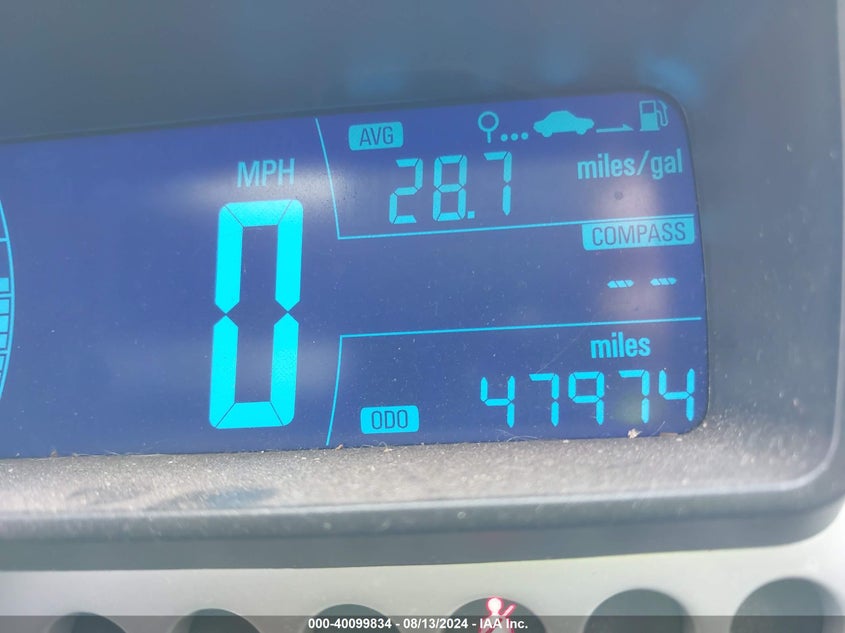 AVG
MPH
28.7 miles/gal
0
COMPASS
-- 
miles
ODO 47974
000-40099834 - 08/13/2024 - IAA Inc.